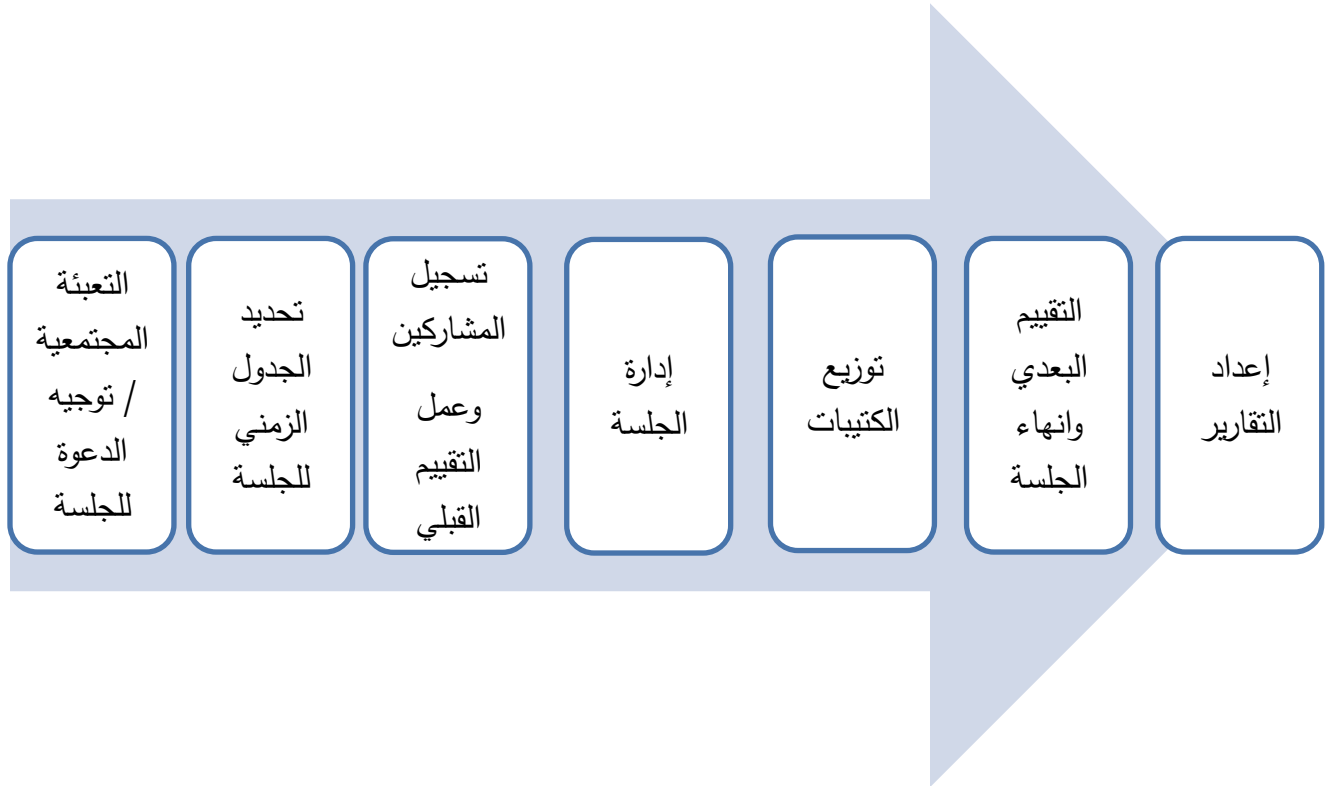 التعبئة
المجتمعية
/ توجيه
الدعوة
للجلسة
تحديد
الجدول
الزمني
للجلسة
تسجيل
المشاركين
وعمل
التقييم
القبلي
إدارة
الجلسة
توزيع
الكتيبات
التقييم
البعدي
وانهاء
الجلسة
إعداد
التقارير